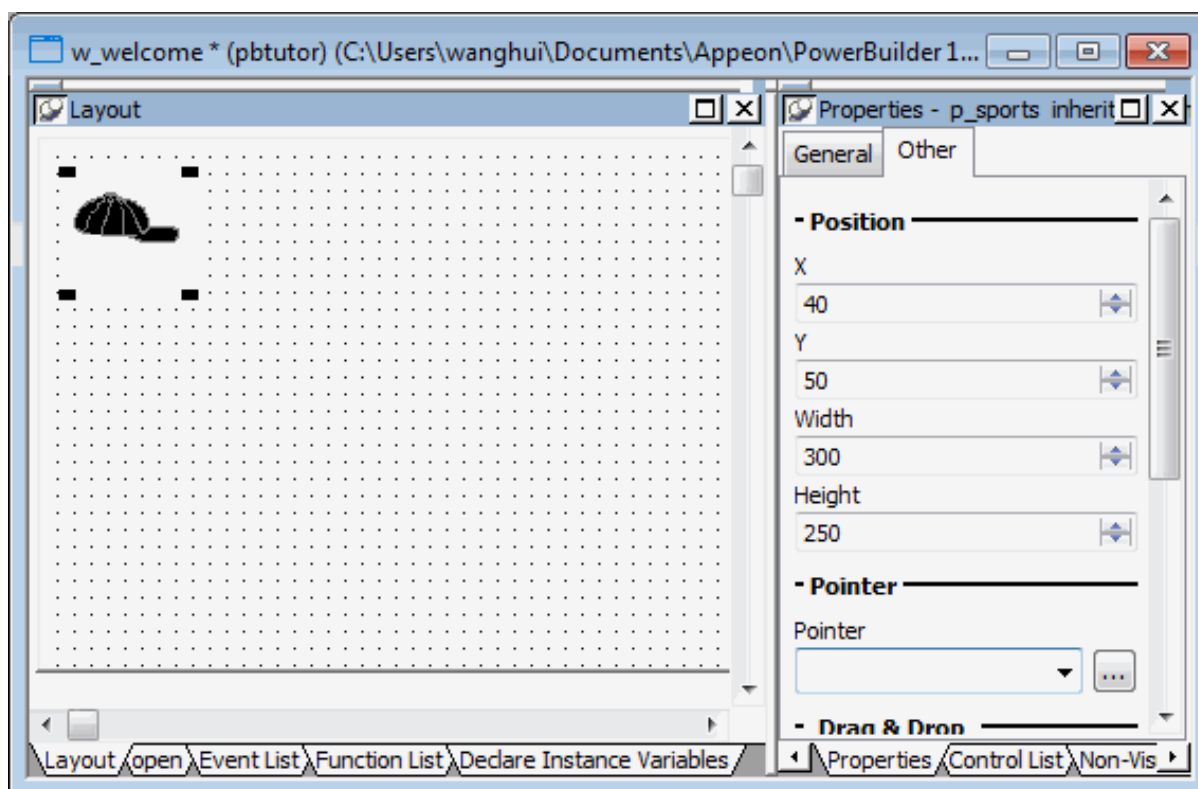 w_welcome * (pbtutor) (C:\Users\wanghui\Documents\Appeon\PowerBuilder 1...
Layout
Properties - p_sports inherit
General Other
- Position
X
40
Y
50
Width
300
Height
250
- Pointer
Pointer
...
- Drag & Drop
Layout open Event List Function List Declare Instance Variables
Properties Control List Non-Vis